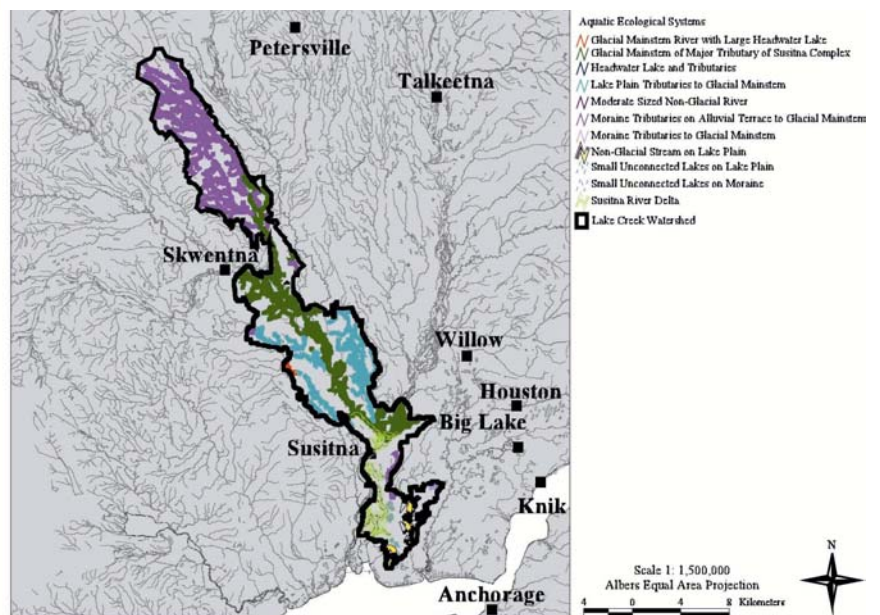 Petersville
Talkeetna
Skwentna
Willow
Houston
Big Lake
Susitna
Knik
Anchorage
Aquatic Ecological Systems
Glacial Mainstem River with Large Headwater Lake
Glacial Mainstem of Major Tributary of Susitna Complex
Headwater Lake and Tributaries
Lake Plain Tributaries to Glacial Mainstem
Moderate Sized Non-Glacial River
Moraine Tributaries on Alluvial Terrace to Glacial Mainstem
Moraine Tributaries to Glacial Mainstem
Non-Glacial Stream on Lake Plain
Small Unconnected Lakes on Lake Plain
Small Unconnected Lakes on Moraine
Susitna River Delta
Lake Creek Watershed
N
Scale 1: 1,500,000
Albers Equal Area Projection
4 0 4 8 Kilometers